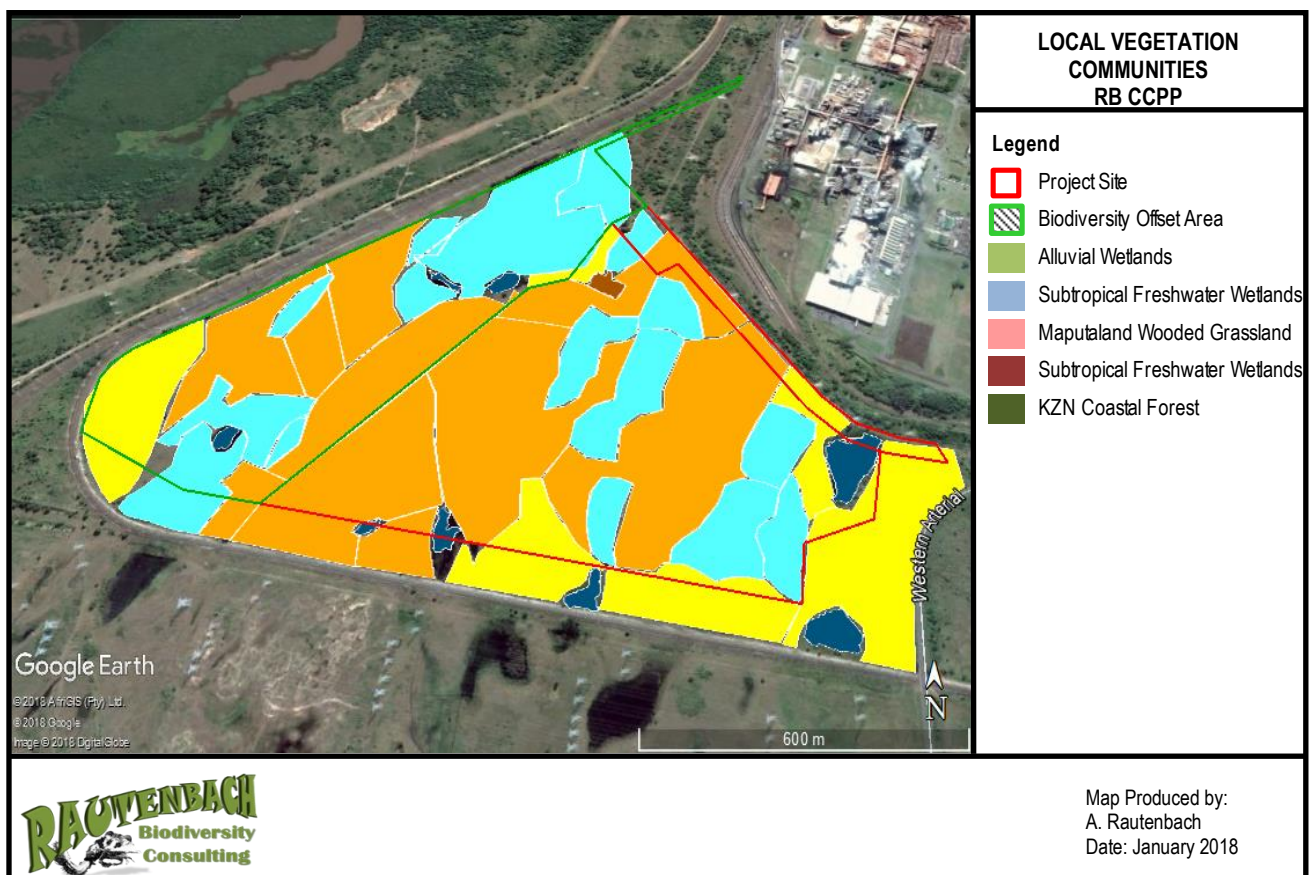 LOCAL VEGETATION
COMMUNITIES
RB CCPP
Legend
Project Site
Biodiversity Offset Area
Alluvial Wetlands
Subtropical Freshwater Wetlands
Maputaland Wooded Grassland
Subtropical Freshwater Wetlands
KZN Coastal Forest
Western Arterial
Google Earth
© 2018 AfriGIS (Pty) Ltd.
© 2018 Google
Image © 2018 DigitalGlobe
N
600 m
RAUTENBACH
Biodiversity
Consulting
Map Produced by:
A. Rautenbach
Date: January 2018